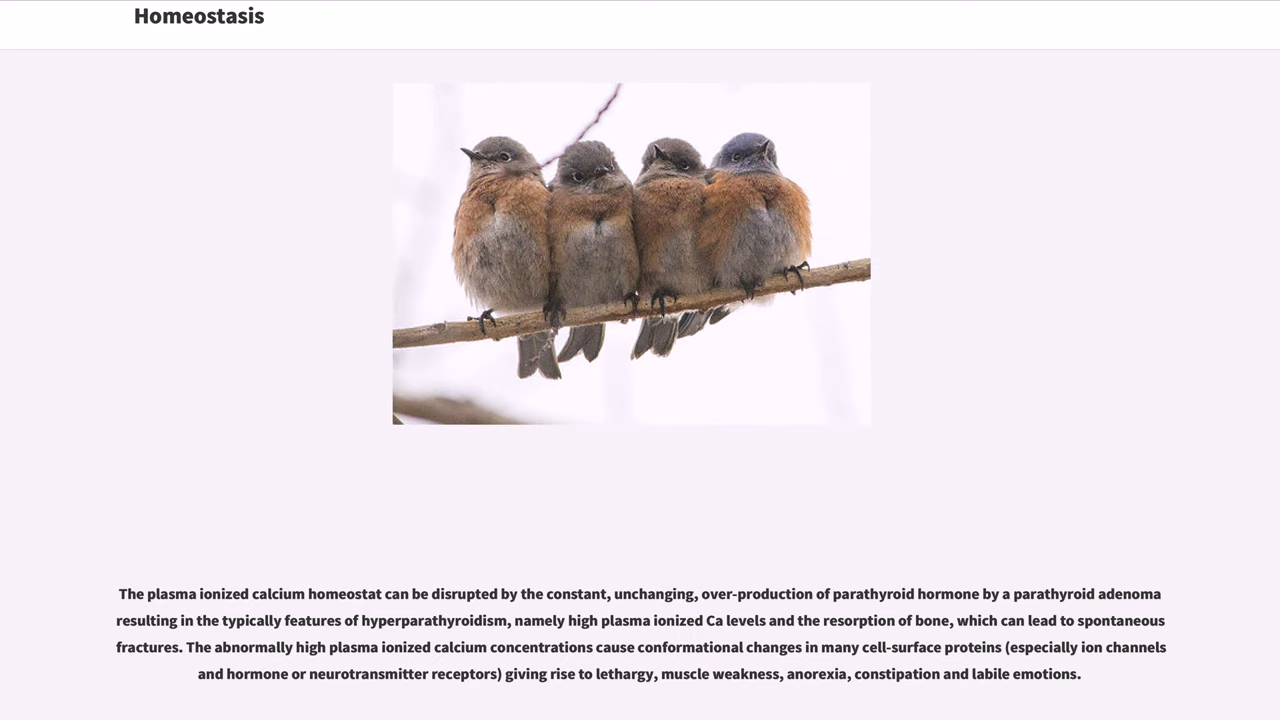 Homeostasis
The plasma ionized calcium homeostat can be disrupted by the constant, unchanging, over-production of parathyroid hormone by a parathyroid adenoma
resulting in the typically features of hyperparathyroidism, namely high plasma ionized Ca levels and the resorption of bone, which can lead to spontaneous
fractures. The abnormally high plasma ionized calcium concentrations cause conformational changes in many cell-surface proteins (especially ion channels
and hormone or neurotransmitter receptors) giving rise to lethargy, muscle weakness, anorexia, constipation and labile emotions.